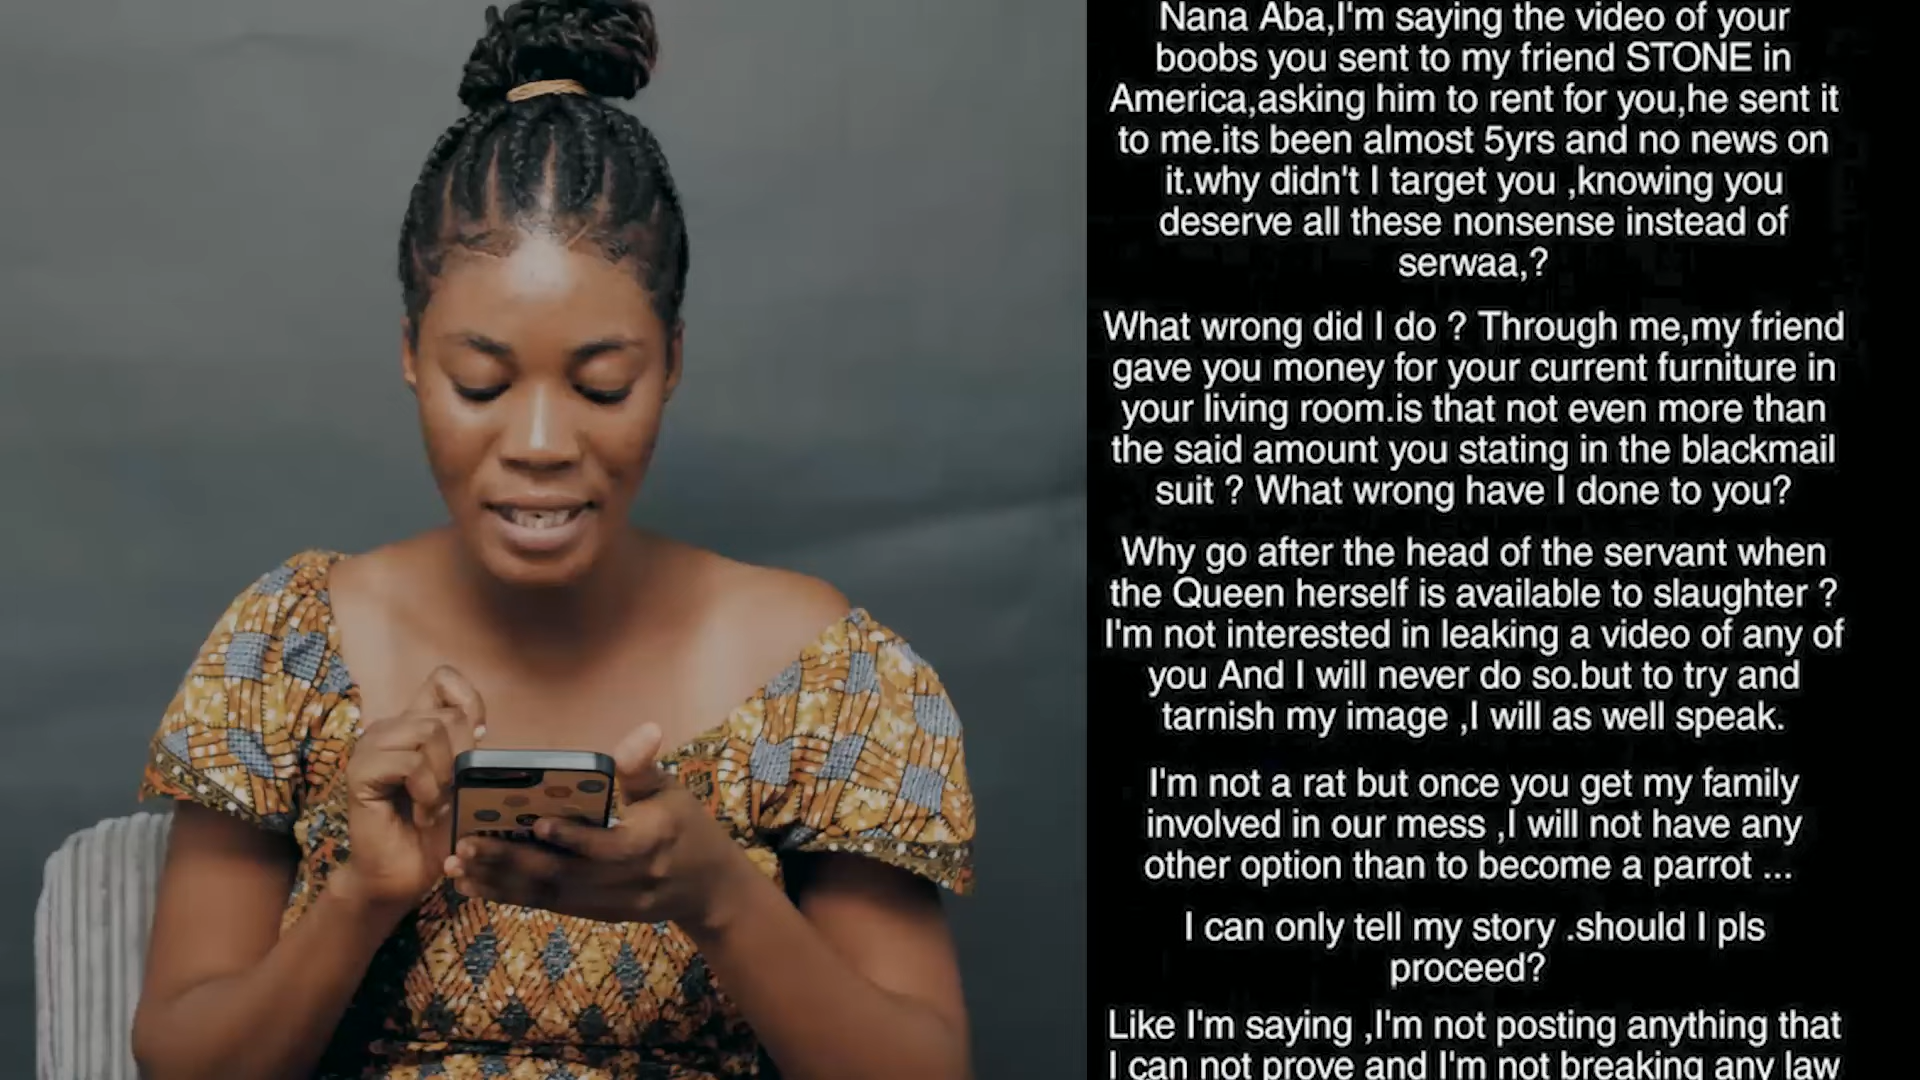 Nana Aba,I'm saying the video of your
boobs you sent to my friend STONE in
America,asking him to rent for you,he sent it
to me.its been almost 5yrs and no news on
it.why didn't I target you ,knowing you
deserve all these nonsense instead of
serwaa,?
What wrong did I do ? Through me,my friend
gave you money for your current furniture in
your living room.is that not even more than
the said amount you stating in the blackmail
suit ? What wrong have I done to you?
Why go after the head of the servant when
the Queen herself is available to slaughter ?
I'm not interested in leaking a video of any of
you And I will never do so.but to try and
tarnish my image ,I will as well speak.
I'm not a rat but once you get my family
involved in our mess ,I will not have any
other option than to become a parrot ...
I can only tell my story .should I pls
proceed?
Like I'm saying ,I'm not posting anything that
I can not prove and I'm not breaking any law